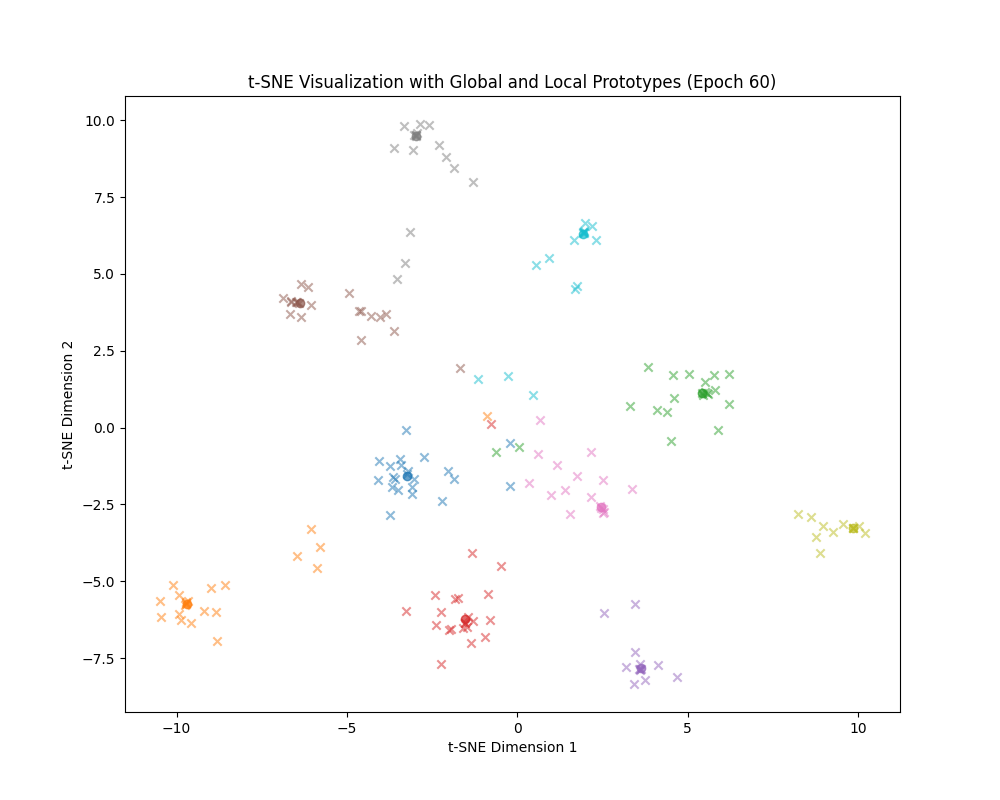 t-SNE Visualization with Global and Local Prototypes (Epoch 60)
10.0
7.5
5.0
2.5
0.0
−2.5
−5.0
−7.5
t-SNE Dimension 2
−10 −5 0 5 10
t-SNE Dimension 1